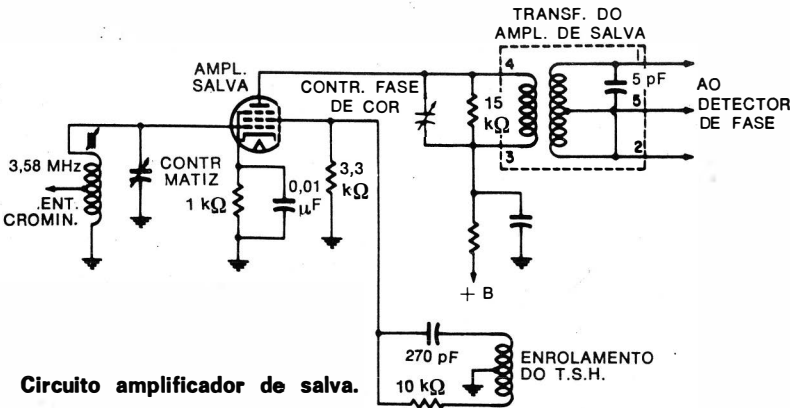 TRANSF. DO
AMPL. DE SALVA
AMPL.
SALVA
CONTR. FASE
DE COR
4
1
5 pF
AO
5
DETECTOR
DE FASE
15
kΩ
3
2
3,58 MHz
ENT.
CROMIN.
CONTR
MATIZ
1 kΩ
0,01
µF
3,3
kΩ
+ B
270 pF
10 kΩ
ENROLAMENTO
DO T.S.H.
Circuito amplificador de salva.